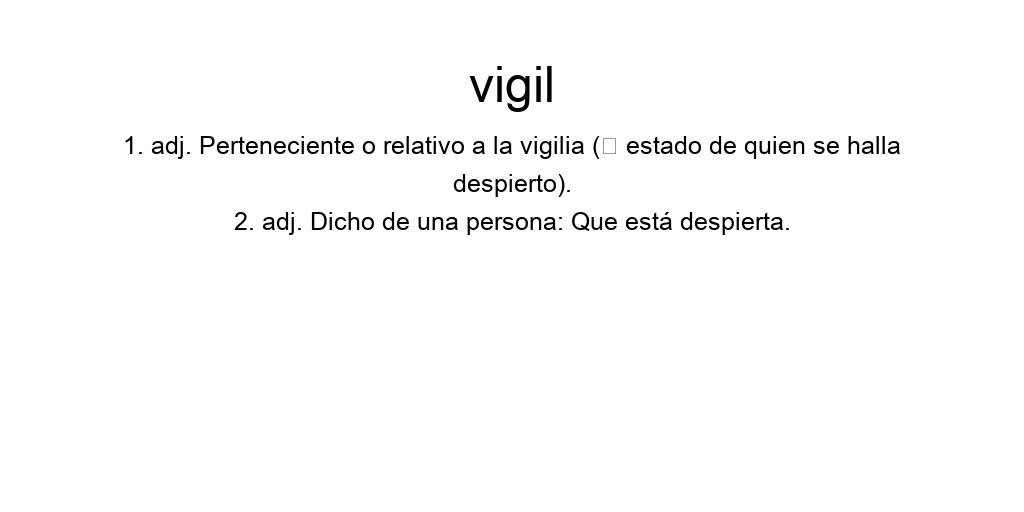 vigil
1. adj. Perteneciente o relativo a la vigilia (□ estado de quien se halla
despierto).
2. adj. Dicho de una persona: Que está despierta.